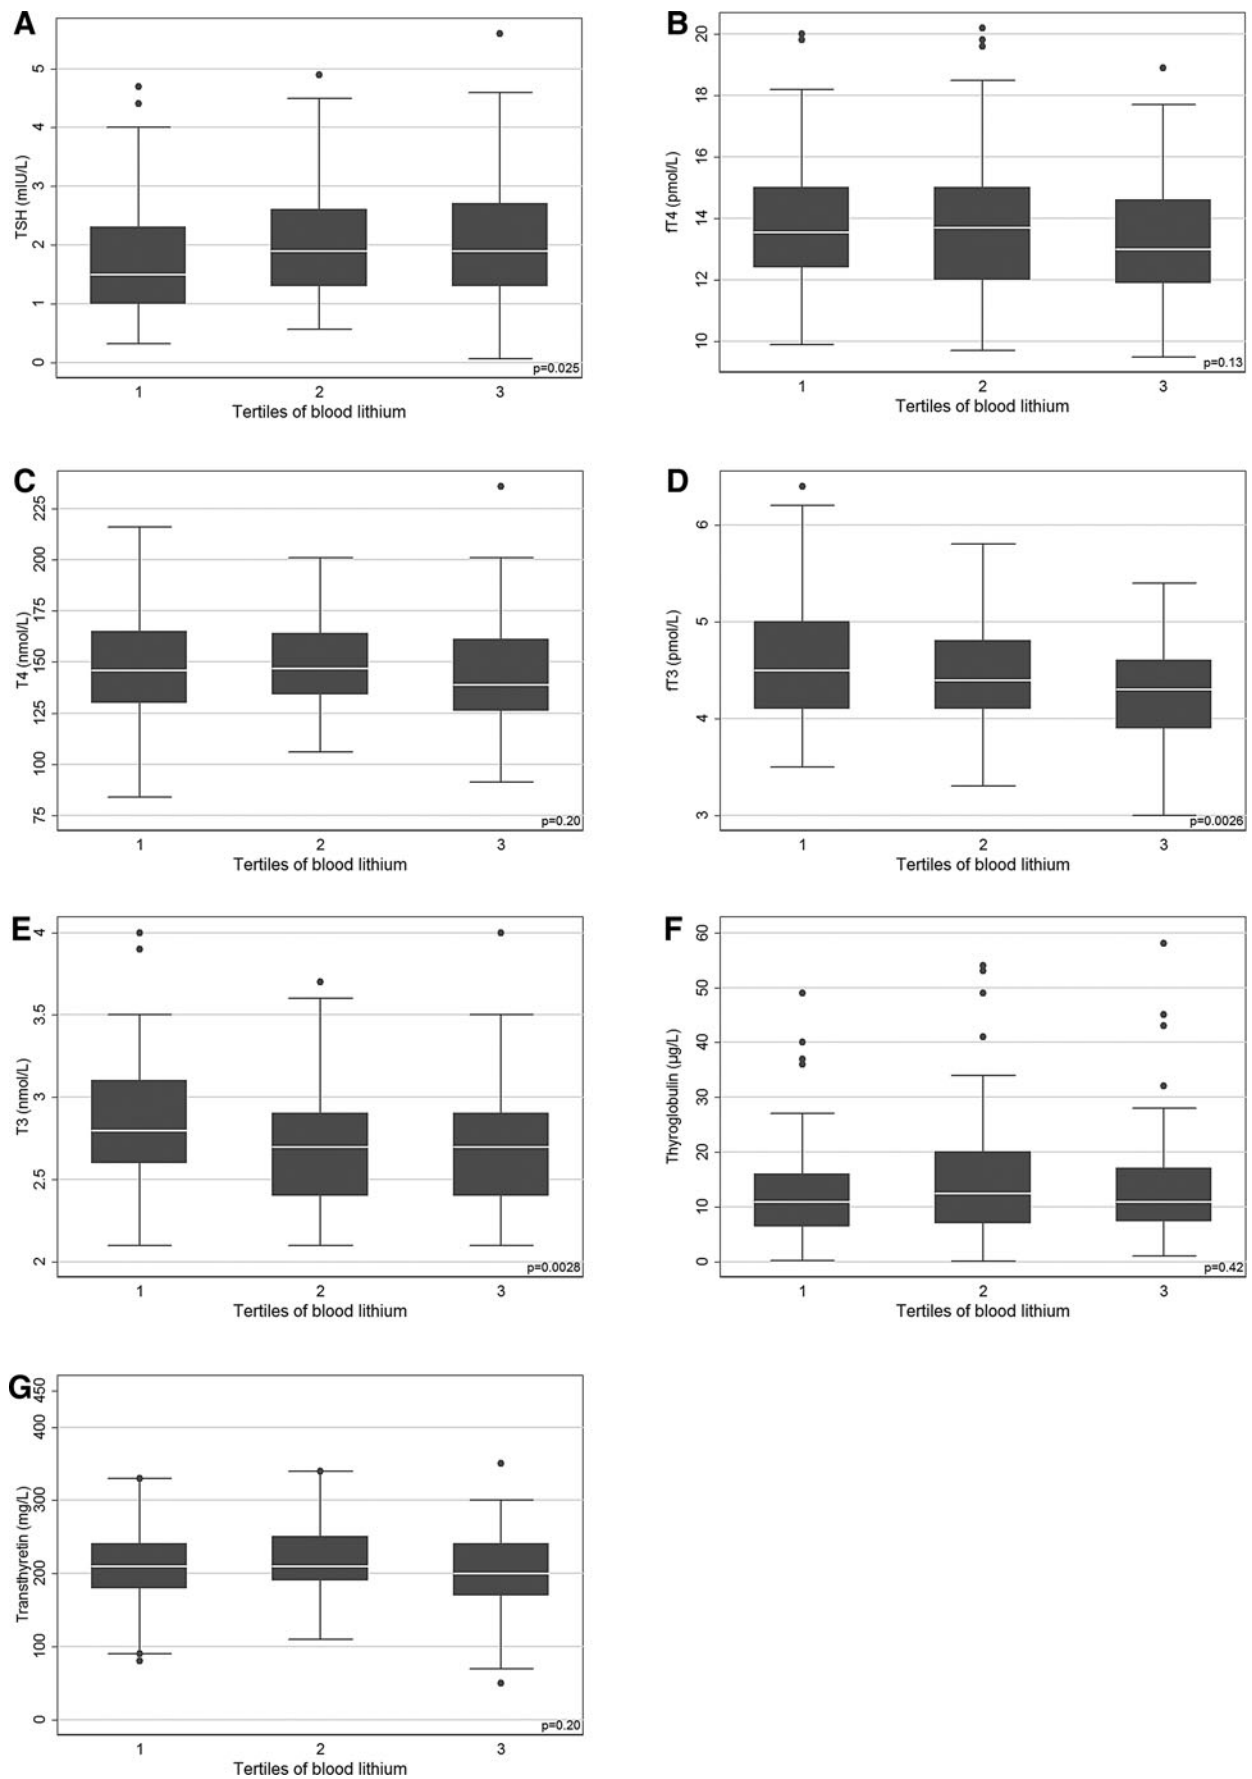 A
TSH (mIU/L)
5
4
3
2
1
0
p=0.025
1 2 3
Tertiles of blood lithium
B
fT4 (pmol/L)
20
18
16
14
12
10
p=0.13
1 2 3
Tertiles of blood lithium
C
T4 (nmol/L)
225
200
175
150
125
100
75
p=0.20
1 2 3
Tertiles of blood lithium
D
fT3 (pmol/L)
6
5
4
3
p=0.0026
1 2 3
Tertiles of blood lithium
E
T3 (nmol/L)
4
3.5
3
2.5
2
p=0.0028
1 2 3
Tertiles of blood lithium
F
Thyroglobulin (µg/L)
60
50
40
30
20
10
0
p=0.42
1 2 3
Tertiles of blood lithium
G
Transthyretin (mg/L)
450
400
300
200
100
0
p=0.20
1 2 3
Tertiles of blood lithium